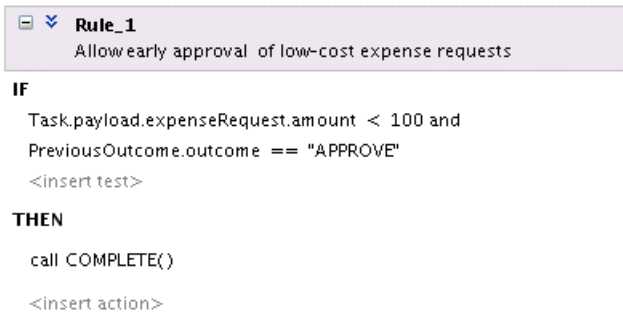 Rule_1
Allow early approval of low-cost expense requests
IF
Task.payload.expenseRequest.amount < 100 and
PreviousOutcome.outcome == "APPROVE"
<insert test>
THEN
call COMPLETE()
<insert action>